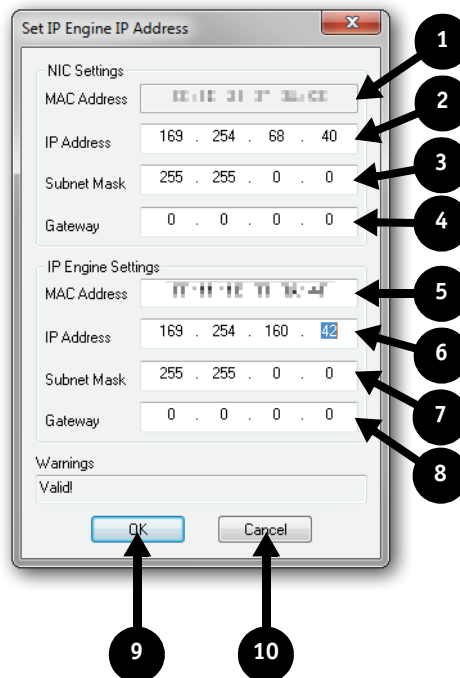 Set IP Engine IP Address
1
NIC Settings
MAC Address
2
IP Address 169 . 254 . 68 . 40
3
Subnet Mask 255 . 255 . 0 . 0
4
Gateway 0 . 0 . 0 . 0
IP Engine Settings
5
MAC Address
6
IP Address 169 . 254 . 160 . 42
7
Subnet Mask 255 . 255 . 0 . 0
8
Gateway 0 . 0 . 0 . 0
Warnings
Valid!
OK Cancel
9 10